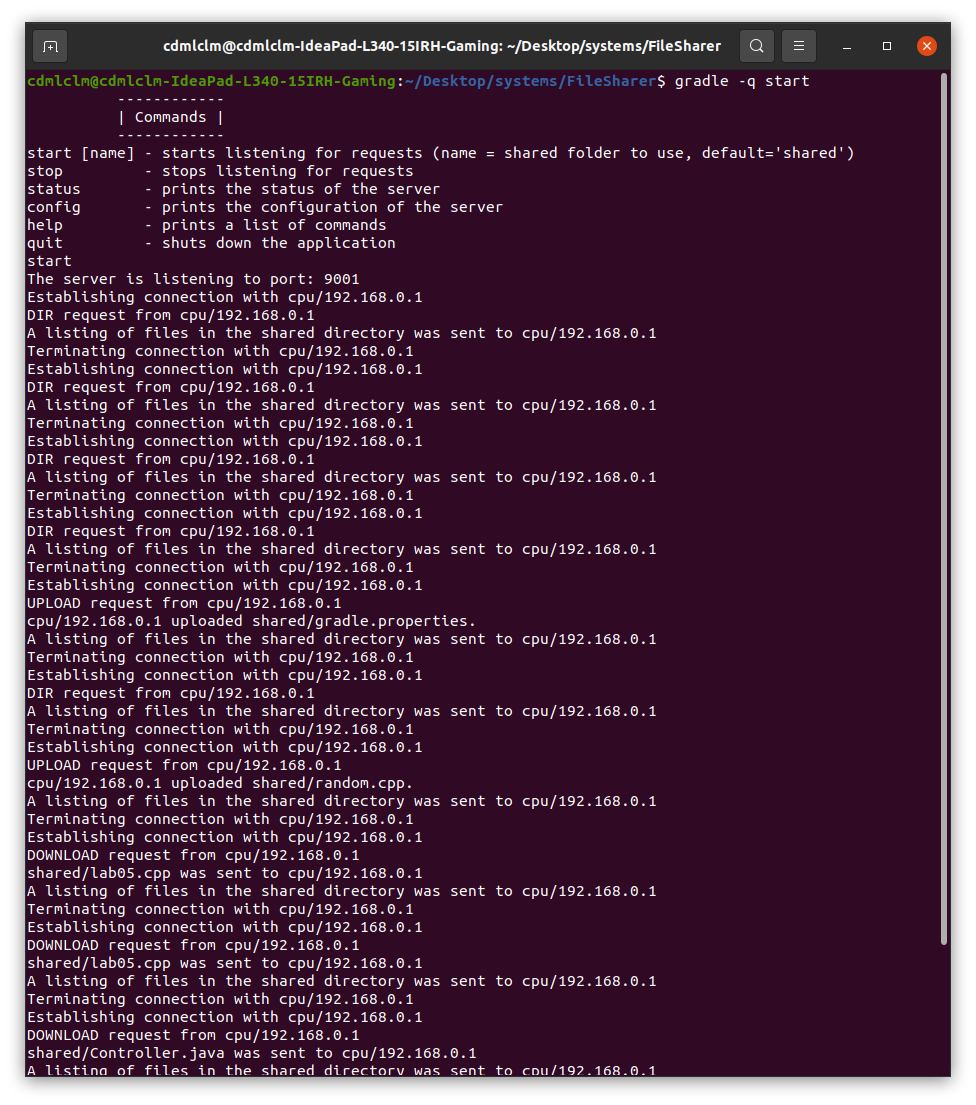 cdmlclm@cdmlclm-IdeaPad-L340-15IRH-Gaming: ~/Desktop/systems/FileSharer
cdmlclm@cdmlclm-IdeaPad-L340-15IRH-Gaming:~/Desktop/systems/FileSharer$ gradle -q start
------------
| Commands |
------------
start [name] - starts listening for requests (name = shared folder to use, default='shared')
stop         - stops listening for requests
status       - prints the status of the server
config       - prints the configuration of the server
help         - prints a list of commands
quit         - shuts down the application
start
The server is listening to port: 9001
Establishing connection with cpu/192.168.0.1
DIR request from cpu/192.168.0.1
A listing of files in the shared directory was sent to cpu/192.168.0.1
Terminating connection with cpu/192.168.0.1
Establishing connection with cpu/192.168.0.1
DIR request from cpu/192.168.0.1
A listing of files in the shared directory was sent to cpu/192.168.0.1
Terminating connection with cpu/192.168.0.1
Establishing connection with cpu/192.168.0.1
DIR request from cpu/192.168.0.1
A listing of files in the shared directory was sent to cpu/192.168.0.1
Terminating connection with cpu/192.168.0.1
Establishing connection with cpu/192.168.0.1
DIR request from cpu/192.168.0.1
A listing of files in the shared directory was sent to cpu/192.168.0.1
Terminating connection with cpu/192.168.0.1
Establishing connection with cpu/192.168.0.1
UPLOAD request from cpu/192.168.0.1
cpu/192.168.0.1 uploaded shared/gradle.properties.
A listing of files in the shared directory was sent to cpu/192.168.0.1
Terminating connection with cpu/192.168.0.1
Establishing connection with cpu/192.168.0.1
DIR request from cpu/192.168.0.1
A listing of files in the shared directory was sent to cpu/192.168.0.1
Terminating connection with cpu/192.168.0.1
Establishing connection with cpu/192.168.0.1
UPLOAD request from cpu/192.168.0.1
cpu/192.168.0.1 uploaded shared/random.cpp.
A listing of files in the shared directory was sent to cpu/192.168.0.1
Terminating connection with cpu/192.168.0.1
Establishing connection with cpu/192.168.0.1
DOWNLOAD request from cpu/192.168.0.1
shared/lab05.cpp was sent to cpu/192.168.0.1
A listing of files in the shared directory was sent to cpu/192.168.0.1
Terminating connection with cpu/192.168.0.1
Establishing connection with cpu/192.168.0.1
DOWNLOAD request from cpu/192.168.0.1
shared/lab05.cpp was sent to cpu/192.168.0.1
A listing of files in the shared directory was sent to cpu/192.168.0.1
Terminating connection with cpu/192.168.0.1
Establishing connection with cpu/192.168.0.1
DOWNLOAD request from cpu/192.168.0.1
shared/Controller.java was sent to cpu/192.168.0.1
A listing of files in the shared directory was sent to cpu/192.168.0.1